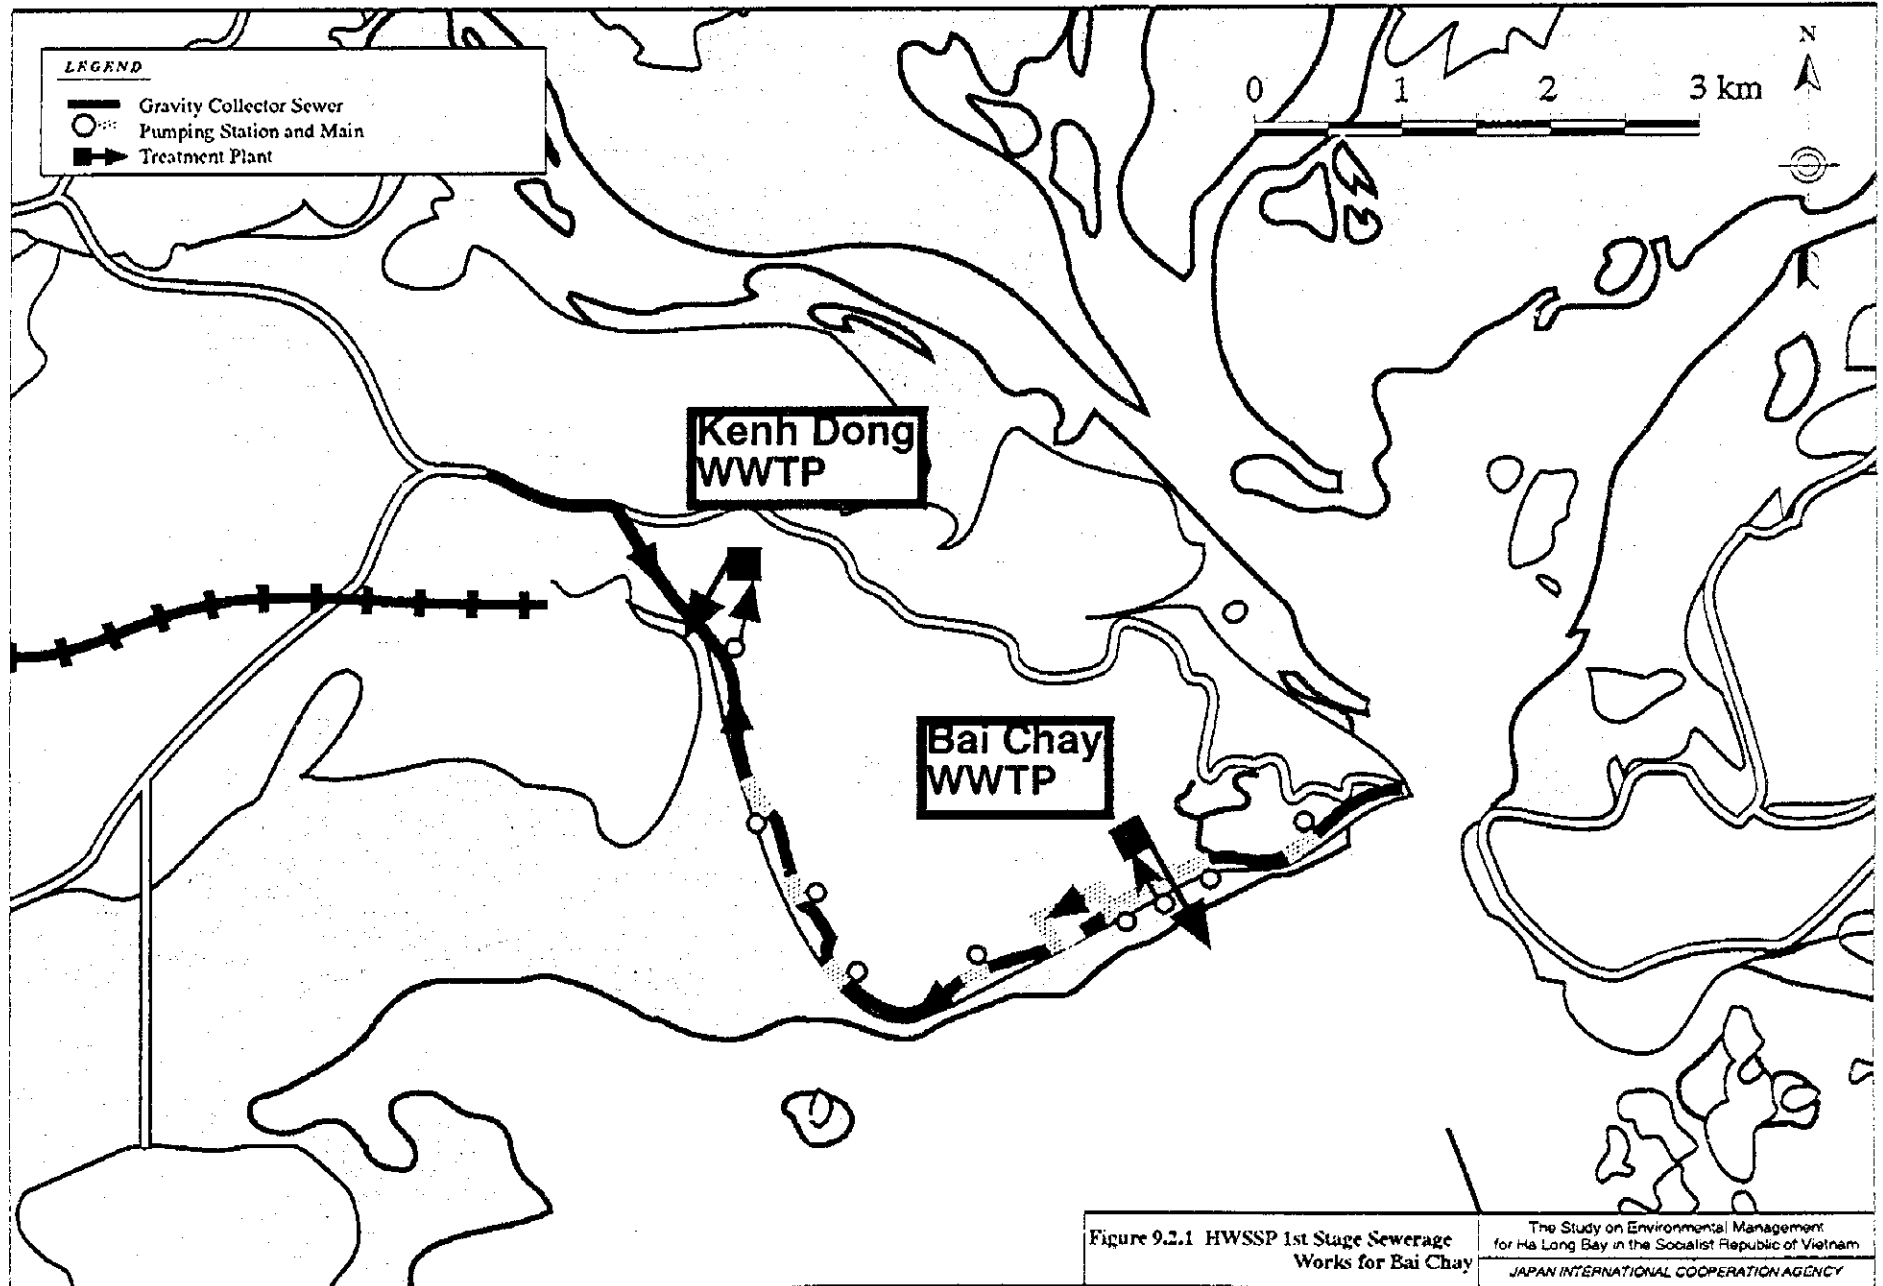 LEGEND
Gravity Collector Sewer
Pumping Station and Main
Treatment Plant
N
0 1 2 3 km
Kenh Dong
WWTP
Bai Chay
WWTP
Figure 9.2.1 HWSSP 1st Stage Sewerage
Works for Bai Chay
The Study on Environmental Management
for Ha Long Bay in the Socialist Republic of Vietnam
JAPAN INTERNATIONAL COOPERATION AGENCY